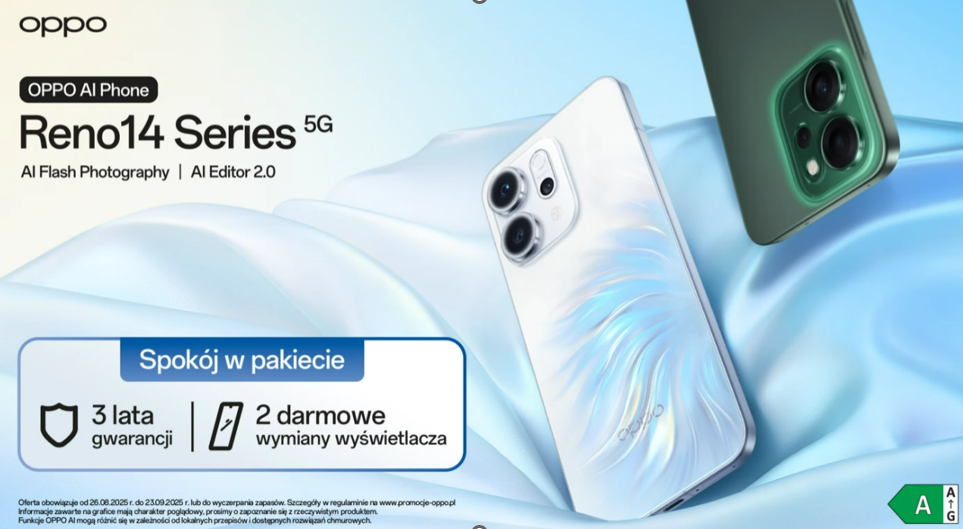 oppo
OPPO AI Phone
Reno14 Series 5G
AI Flash Photography | AI Editor 2.0
Spokój w pakiecie
3 lata
gwarancji
2 darmowe
wymiany wyświetlacza
oppo
Oferta obowiązuje od 26.08.2025 r. do 23.09.2025 r. lub do wyczerpania zapasów. Szczegóły w regulaminie na www.promocje-oppo.pl
Informacje zawarte na grafice mają charakter poglądowy, prosimy o zapoznanie się z rzeczywistym produktem.
Funkcje OPPO AI mogą różnić się w zależności od lokalnych przepisów i dostępnych rozwiązań chmurowych.
A
A
↑
G